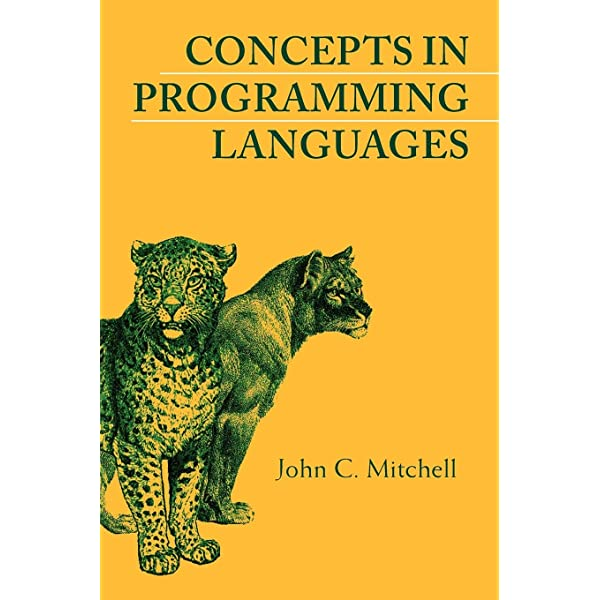 CONCEPTS IN
PROGRAMMING
LANGUAGES
John C. Mitchell